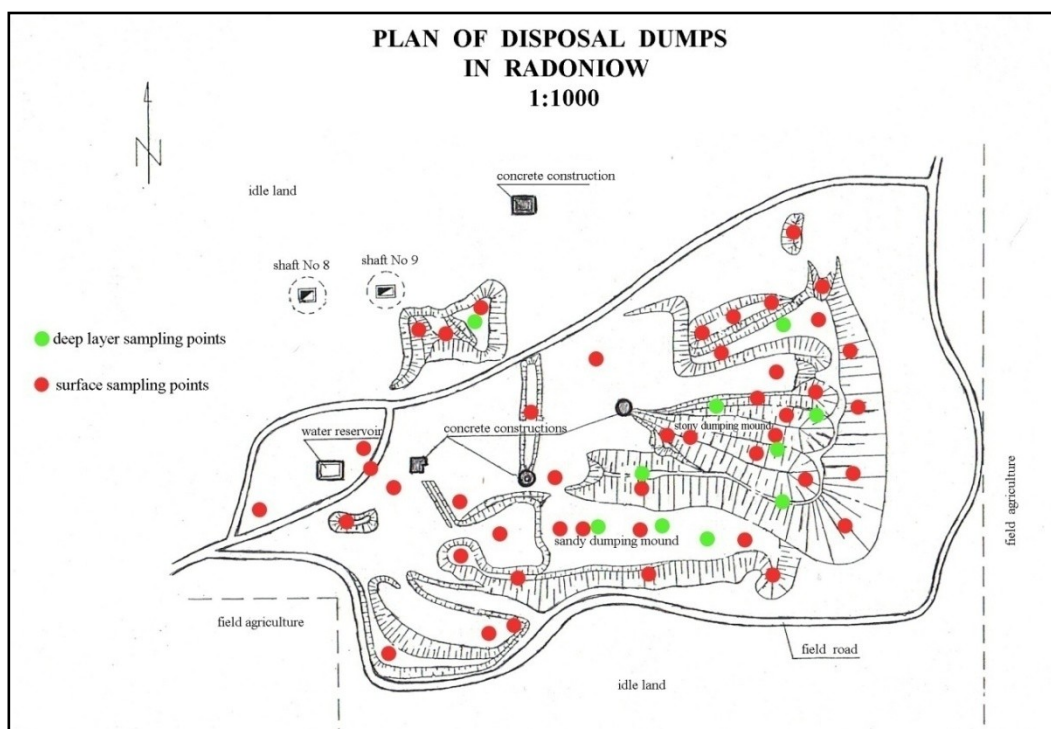 PLAN OF DISPOSAL DUMPS
IN RADONIOW
1:1000
N
concrete construction
idle land
shaft No 8
shaft No 9
deep layer sampling points
surface sampling points
water reservoir
concrete constructions
stony dumping mound
sandy dumping mound
field agriculture
field agriculture
field road
idle land